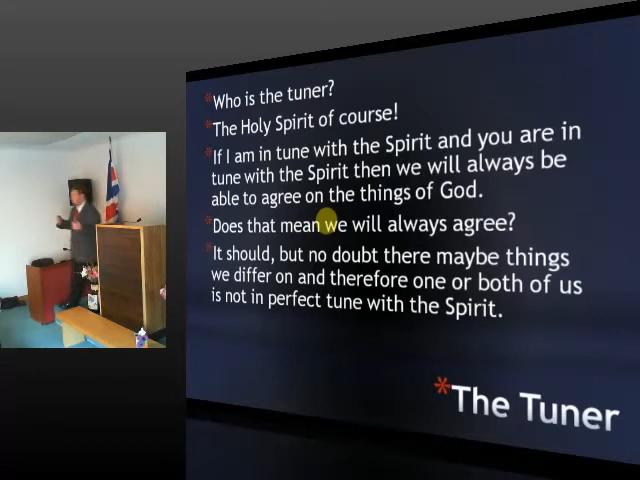 *Who is the tuner?
*The Holy Spirit of course!
*If I am in tune with the Spirit and you are in
tune with the Spirit then we will always be
able to agree on the things of God.
*Does that mean we will always agree?
*It should, but no doubt there maybe things
we differ on and therefore one or both of us
is not in perfect tune with the Spirit.
*The Tuner